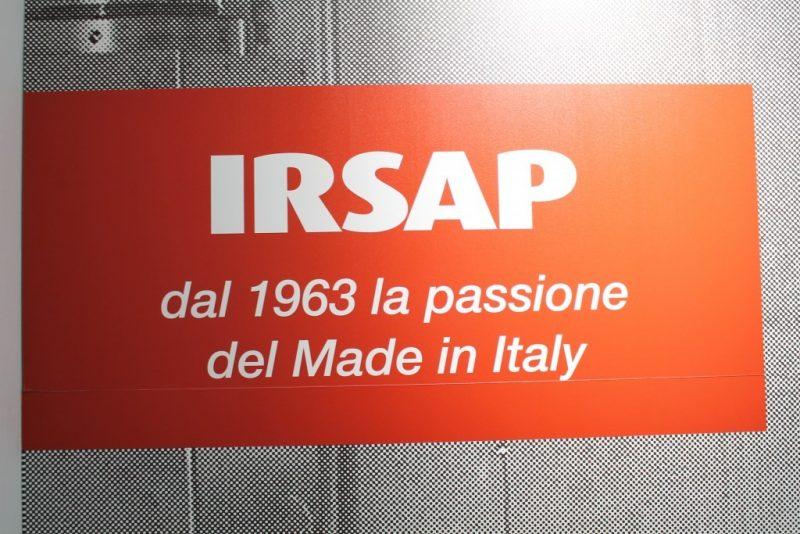 IRSAP
dal 1963 la passione
del Made in Italy